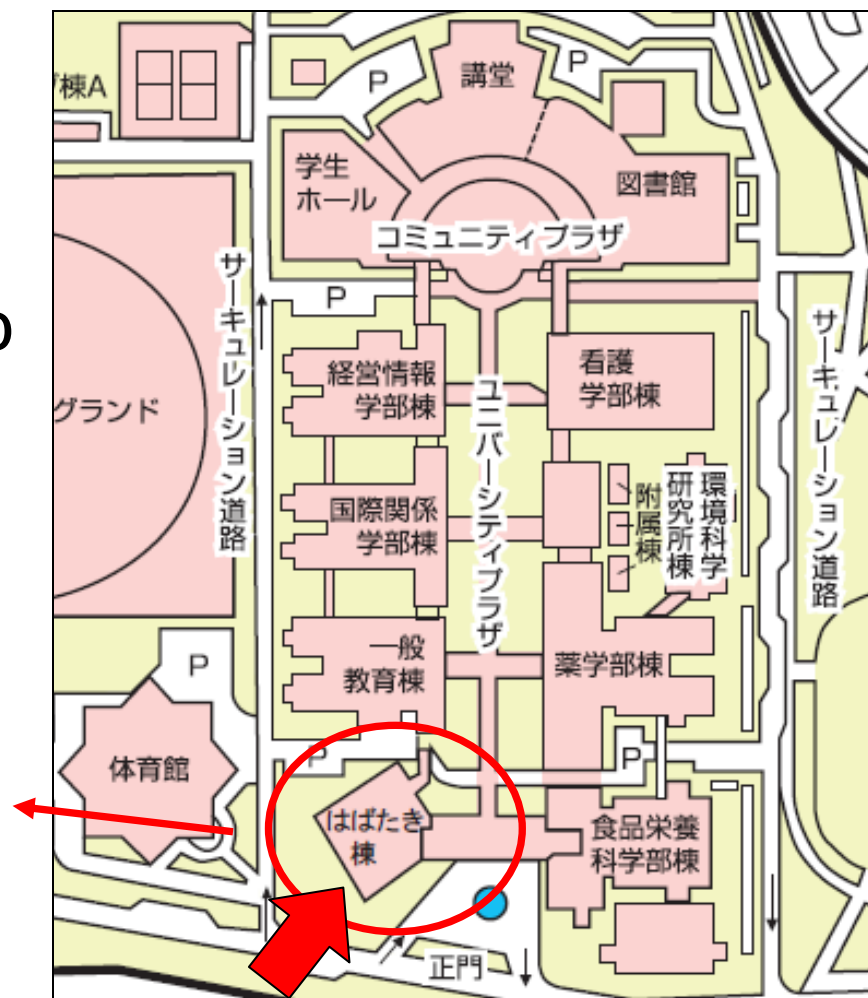 棟A
P
講堂
P
学生
ホール
図書館
コミュニティプラザ
サーキュレーション道路
P
サーキュレーション道路
グランド
経営情報
学部棟
看護
学部棟
ユニバーシティプラザ
国際関係
学部棟
附属棟
環境科学
研究所棟
P
一般
教育棟
薬学部棟
体育館
P
P
はばたき
棟
食品栄養
科学部棟
正門